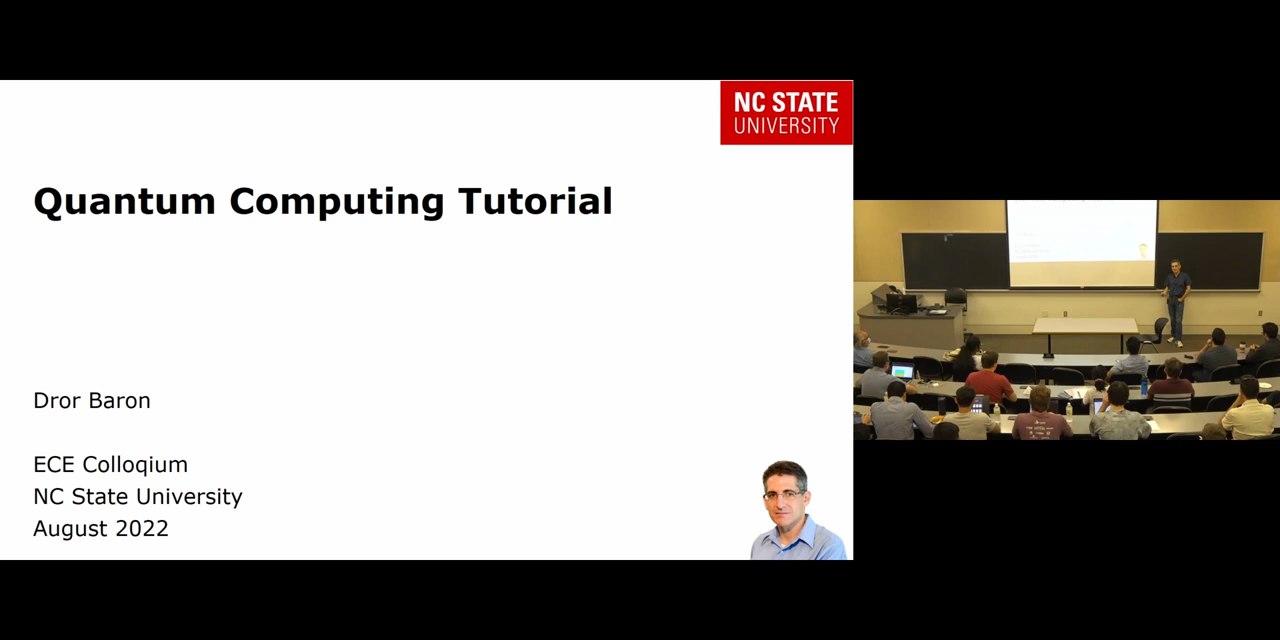 NC STATE
UNIVERSITY
Quantum Computing Tutorial
Dror Baron
ECE Colloqium
NC State University
August 2022